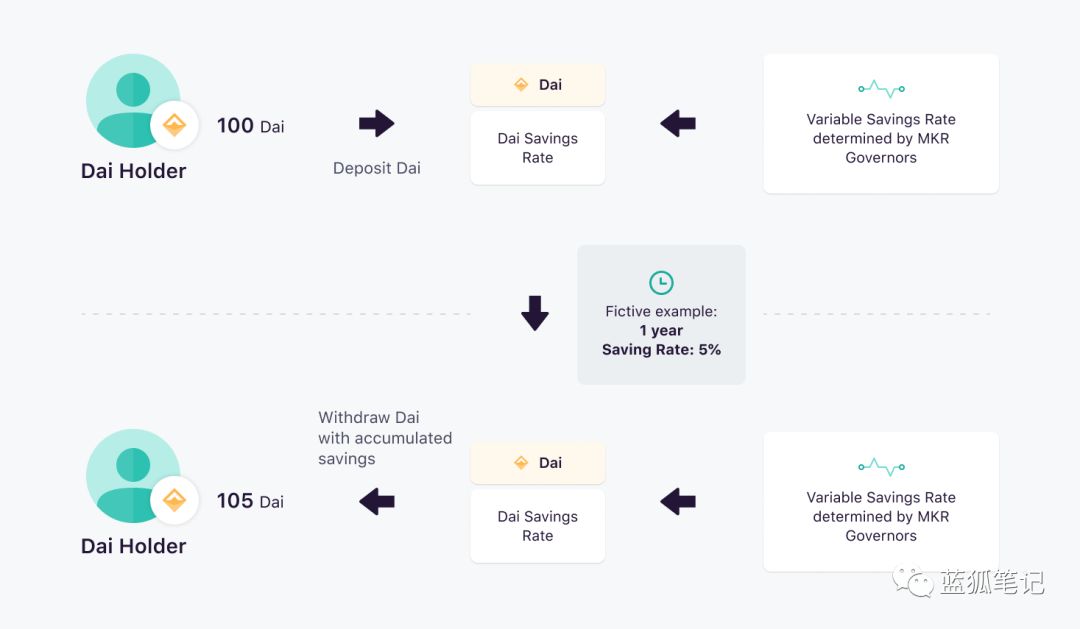 100 Dai
Dai Holder
Deposit Dai
Dai
Dai Savings
Rate
Variable Savings Rate
determined by MKR
Governors
Fictive example:
1 year
Saving Rate: 5%
Withdraw Dai
with accumulated
savings
105 Dai
Dai Holder
Dai
Dai Savings
Rate
Variable Savings Rate
determined by MKR
Governors
蓝狐笔记